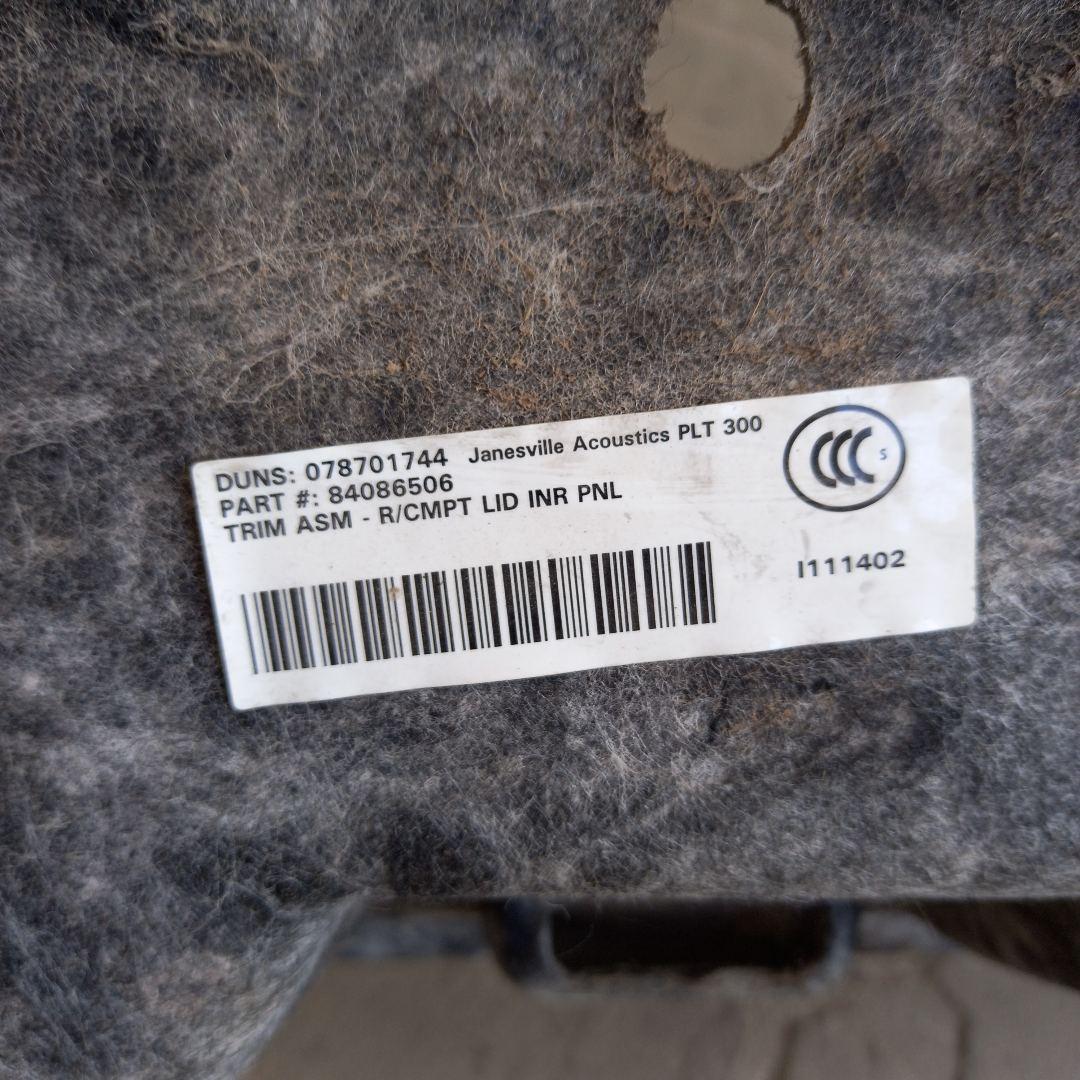 DUNS: 078701744 Janesville Acoustics PLT 300
PART #: 84086506
TRIM ASM - R/CMPT LID INR PNL
CCC S
I111402